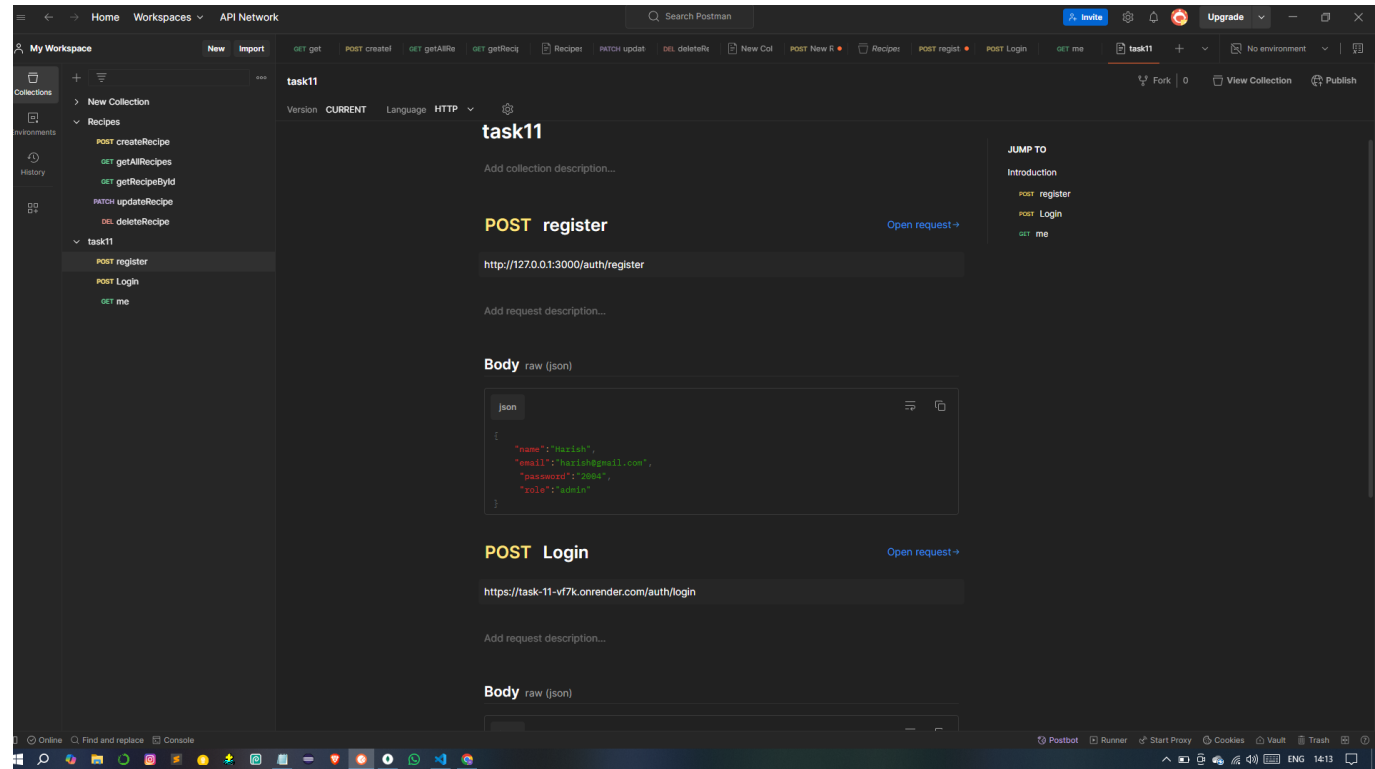 Home Workspaces API Network Search Postman Invite Upgrade
My Workspace New Import GET get POST createI GET getAllRe GET getRecip Recipe: PATCH updat DEL deleteRe New Col POST New R Recipe: POST regist POST Login GET me task11 No environment
Collections
Environments
History
New Collection
Recipes
POST createRecipe
GET getAllRecipes
GET getRecipeById
PATCH updateRecipe
DEL deleteRecipe
task11
POST register
POST Login
GET me
task11 Fork 0 View Collection Publish
Version CURRENT Language HTTP
task11
Add collection description...
POST register Open request→
http://127.0.0.1:3000/auth/register
Add request description...
Body raw (json)
json
{
"name":"Harish",
"email":"harish@gmail.com",
"password":"2004",
"role":"admin"
}
POST Login Open request→
https://task-11-vf7k.onrender.com/auth/login
Add request description...
Body raw (json)
JUMP TO
Introduction
POST register
POST Login
GET me
Online Find and replace Console Postbot Runner Start Proxy Cookies Vault Trash
ENG 14:13